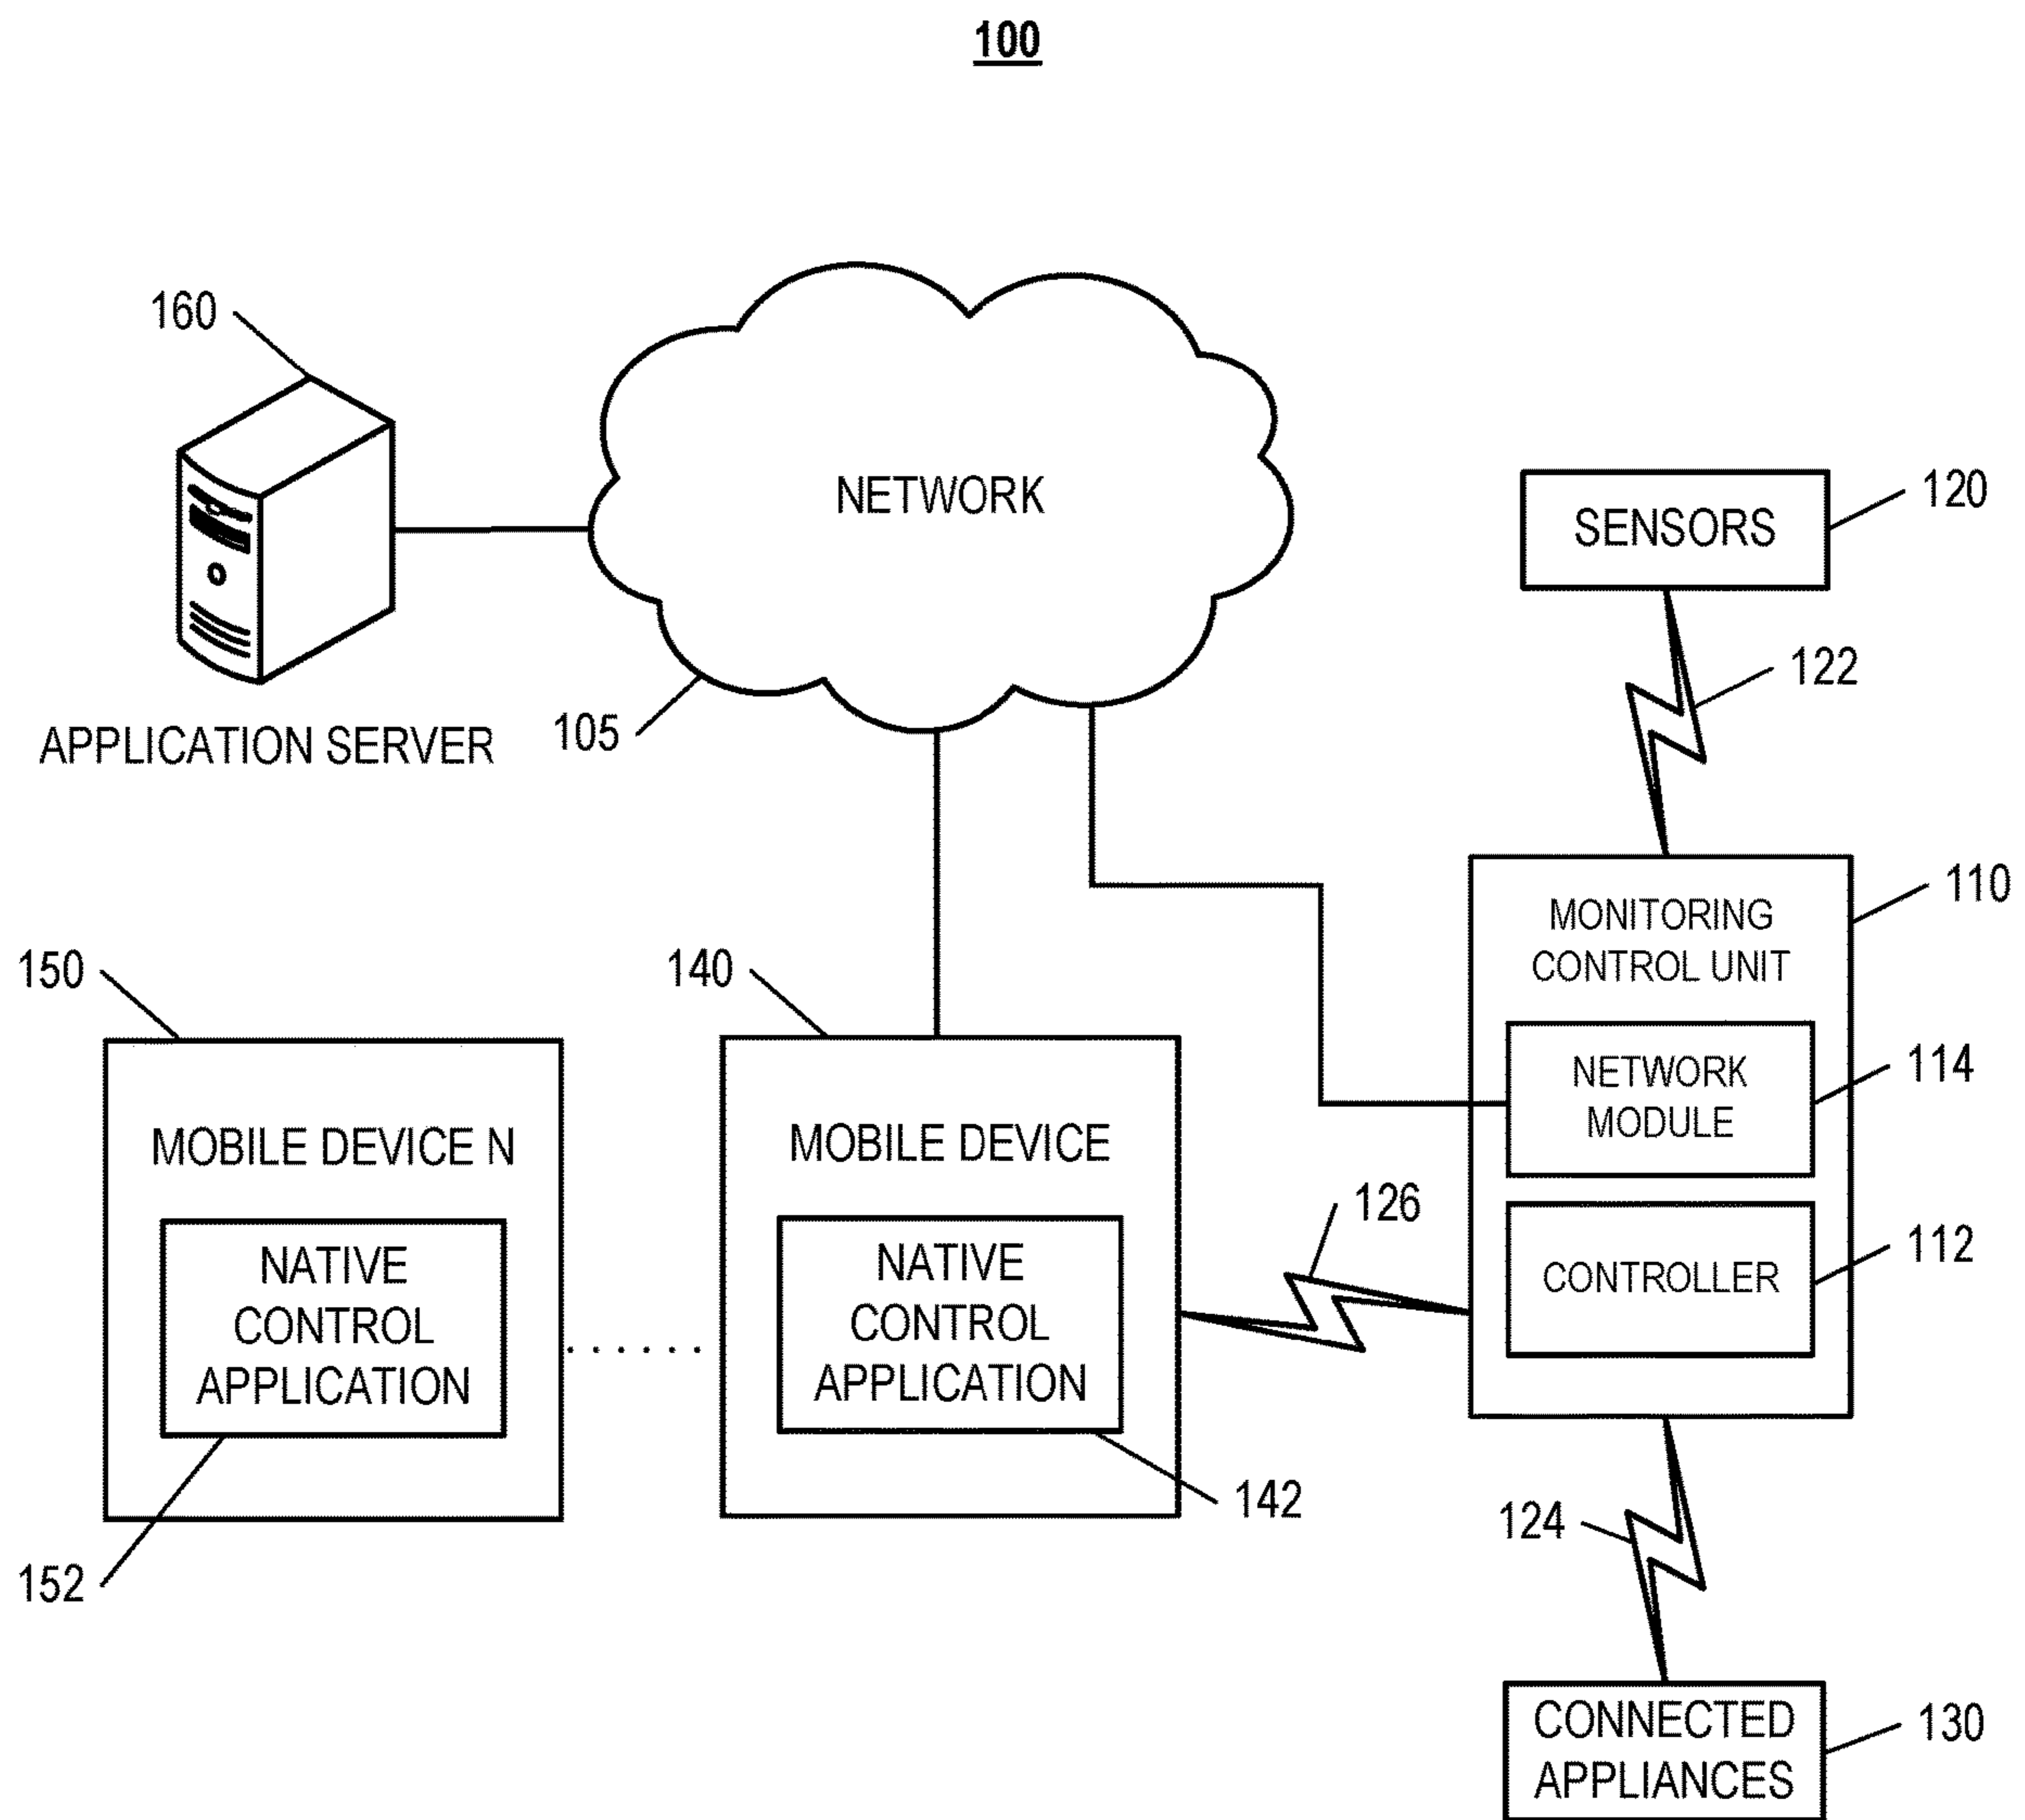 100
160
NETWORK
120
SENSORS
122
105
APPLICATION SERVER
110
MONITORING
CONTROL UNIT
150
140
114
NETWORK
MODULE
MOBILE DEVICE N
MOBILE DEVICE
126
112
CONTROLLER
NATIVE
CONTROL
APPLICATION
NATIVE
CONTROL
APPLICATION
......
142
124
152
CONNECTED
APPLIANCES
130